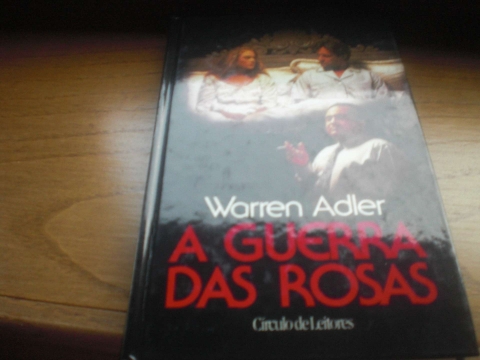 Warren Adler
A GUERRA
DAS ROSAS
Círculo de Leitores